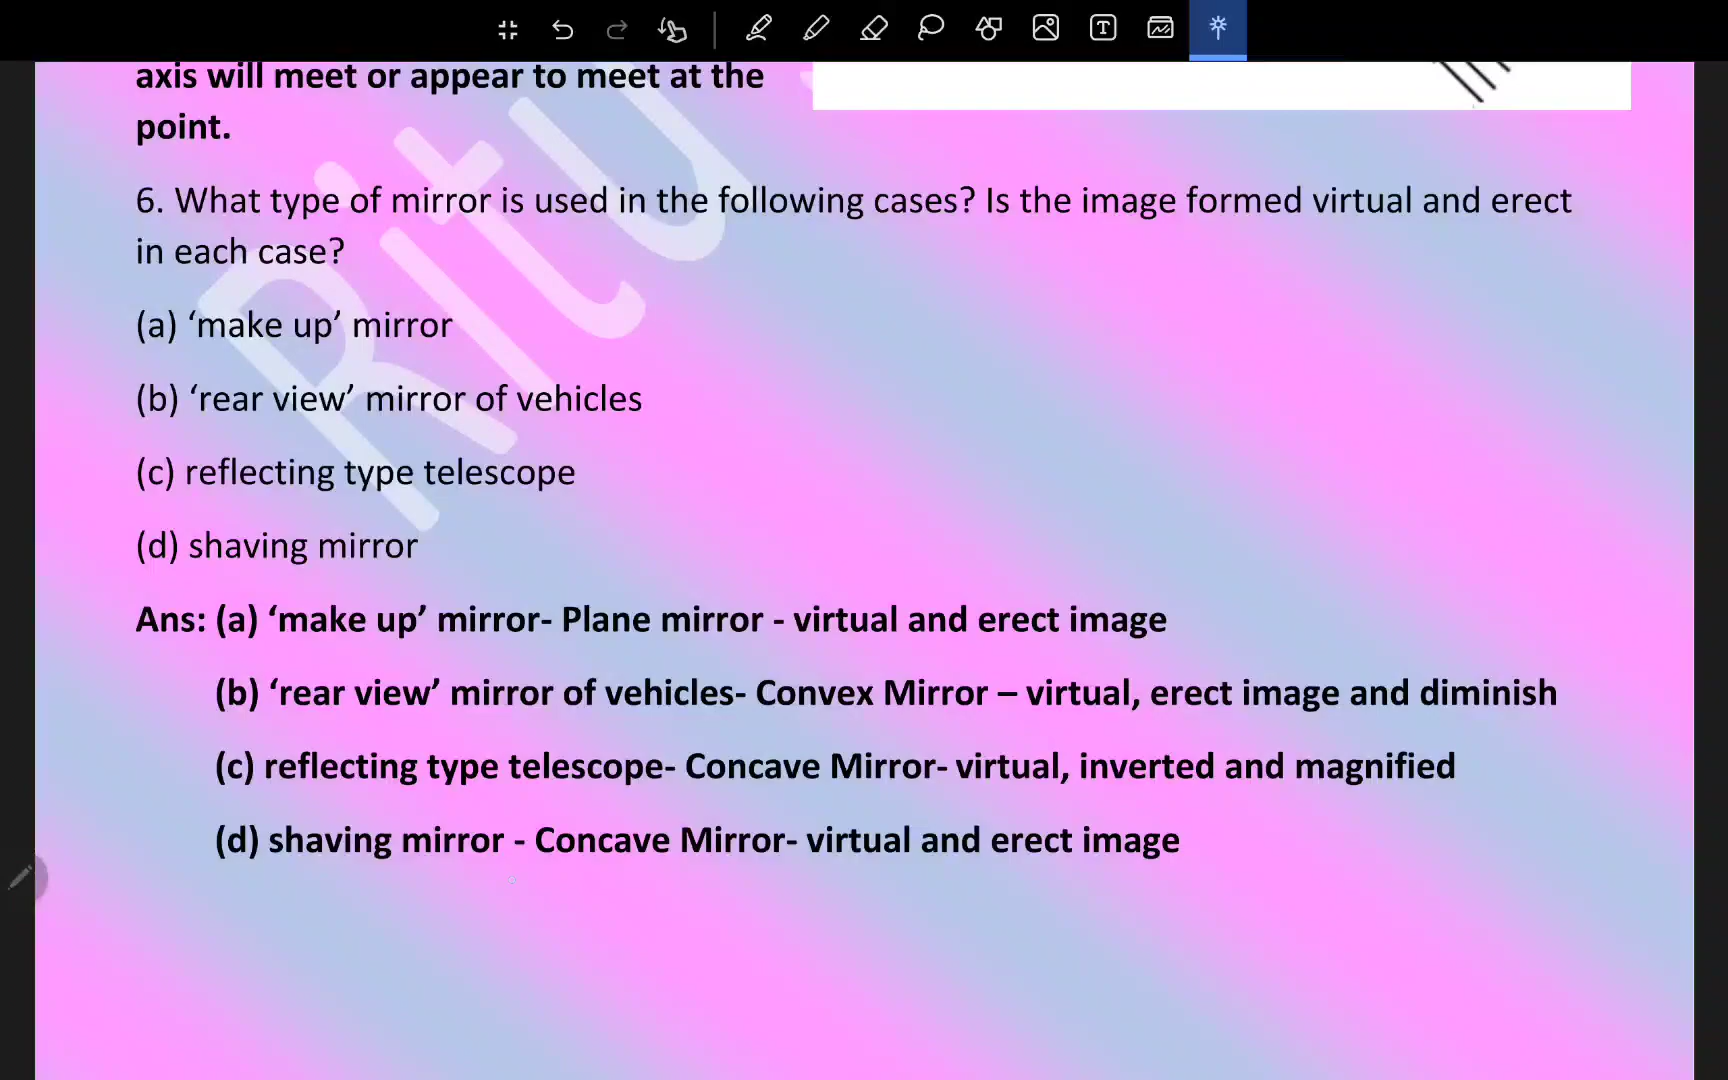 axis will meet or appear to meet at the
point.
6. What type of mirror is used in the following cases? Is the image formed virtual and erect
in each case?
(a) ‘make up’ mirror
(b) ‘rear view’ mirror of vehicles
(c) reflecting type telescope
(d) shaving mirror
Ans: (a) ‘make up’ mirror- Plane mirror - virtual and erect image
(b) ‘rear view’ mirror of vehicles- Convex Mirror – virtual, erect image and diminish
(c) reflecting type telescope- Concave Mirror- virtual, inverted and magnified
(d) shaving mirror - Concave Mirror- virtual and erect image